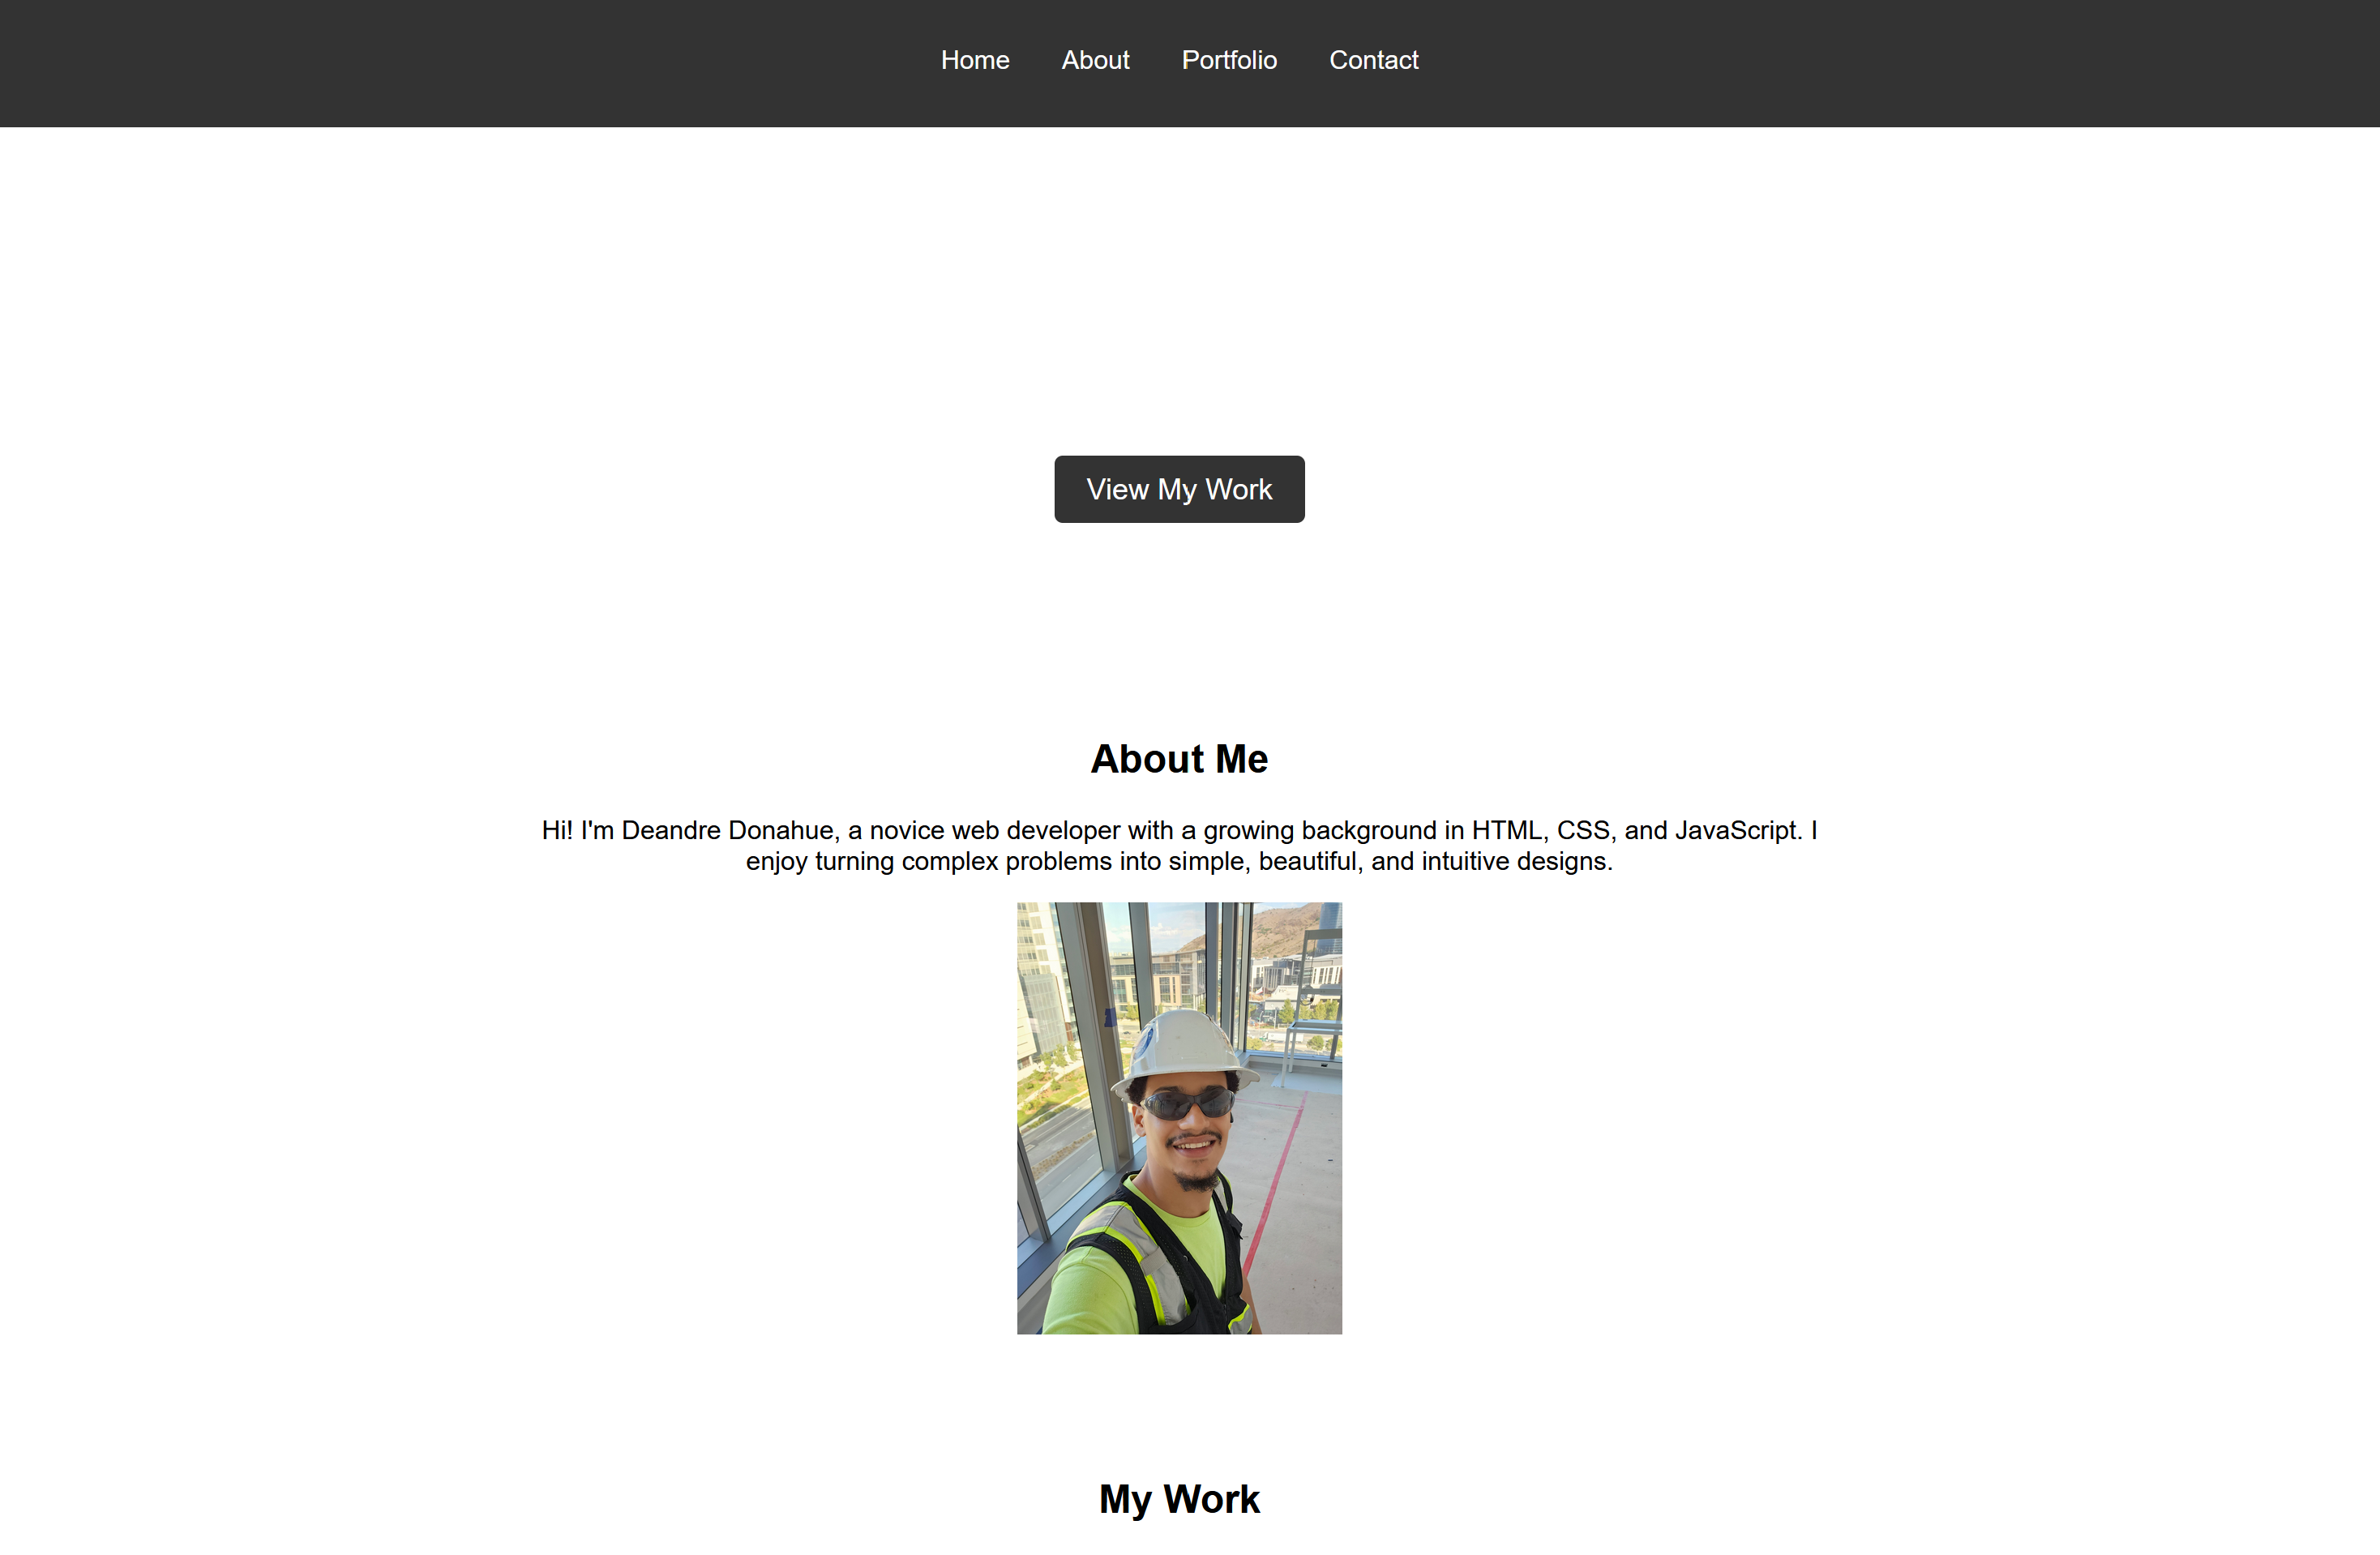 Home About Portfolio Contact
View My Work
About Me
Hi! I'm Deandre Donahue, a novice web developer with a growing background in HTML, CSS, and JavaScript. I
enjoy turning complex problems into simple, beautiful, and intuitive designs.
My Work